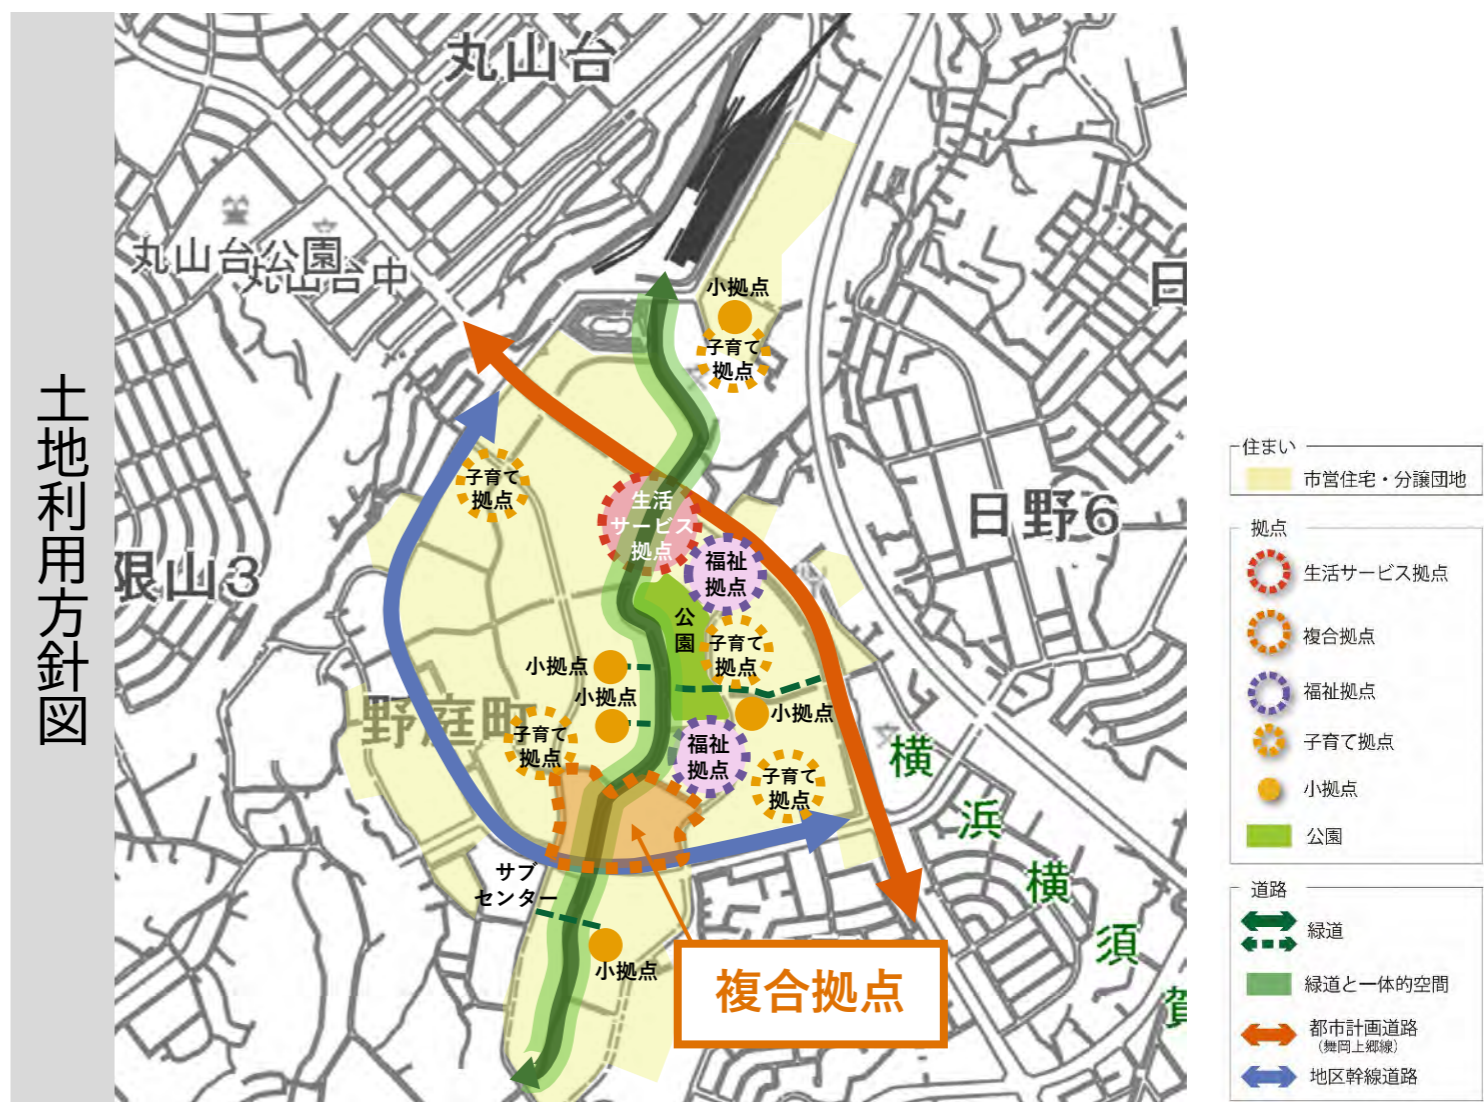 土地利用方針図
丸山台
丸山台公園
丸山台中
日
小拠点
子育て
拠点
子育て
拠点
生活
サービス
拠点
日野6
限山3
福祉
拠点
公
園
子育て
拠点
小拠点
小拠点
小拠点
野庭町
子育て
拠点
福祉
拠点
子育て
拠点
横
浜
横
須
賀
サブ
センター
小拠点
複合拠点
住まい
市営住宅・分譲団地
拠点
生活サービス拠点
複合拠点
福祉拠点
子育て拠点
小拠点
公園
道路
緑道
緑道と一体的空間
都市計画道路
(舞岡上郷線)
地区幹線道路